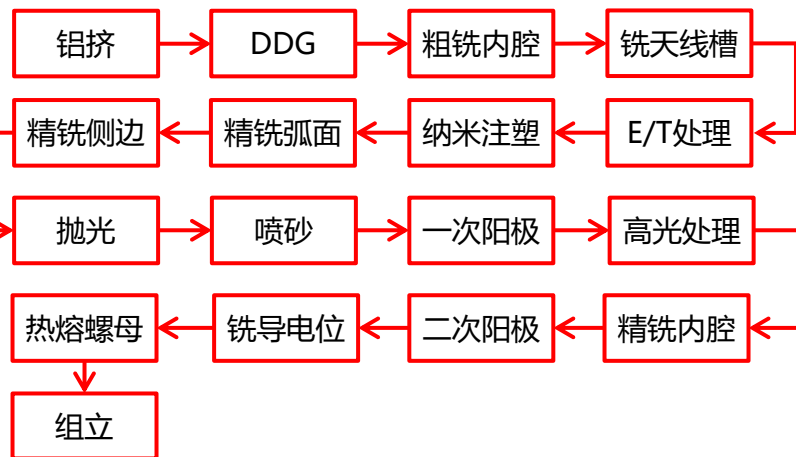 铝挤 DDG 粗铣内腔 铣天线槽
精铣侧边 精铣弧面 纳米注塑 E/T处理
抛光 喷砂 一次阳极 高光处理
热熔螺母 铣导电位 二次阳极 精铣内腔
组立